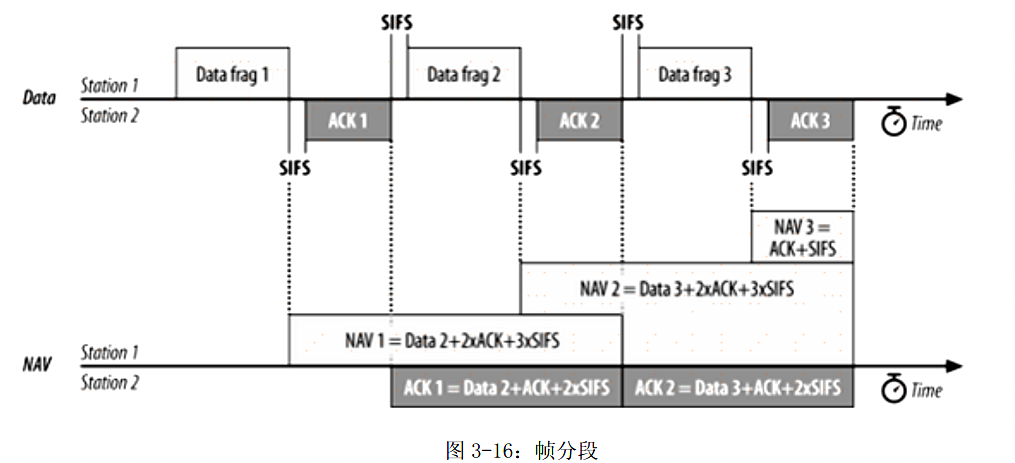 SIFS
SIFS
Data frag 1
Data frag 2
Data frag 3
Station 1
Data
Station 2
ACK 1
ACK 2
ACK 3
Time
SIFS
SIFS
SIFS
NAV 3 =
ACK+SIFS
NAV 2 = Data 3+2xACK+3xSIFS
NAV 1 = Data 2+2xACK+3xSIFS
Station 1
NAV
Station 2
ACK 1 = Data 2+ACK+2xSIFS
ACK 2 = Data 3+ACK+2xSIFS
Time
图 3-16：帧分段